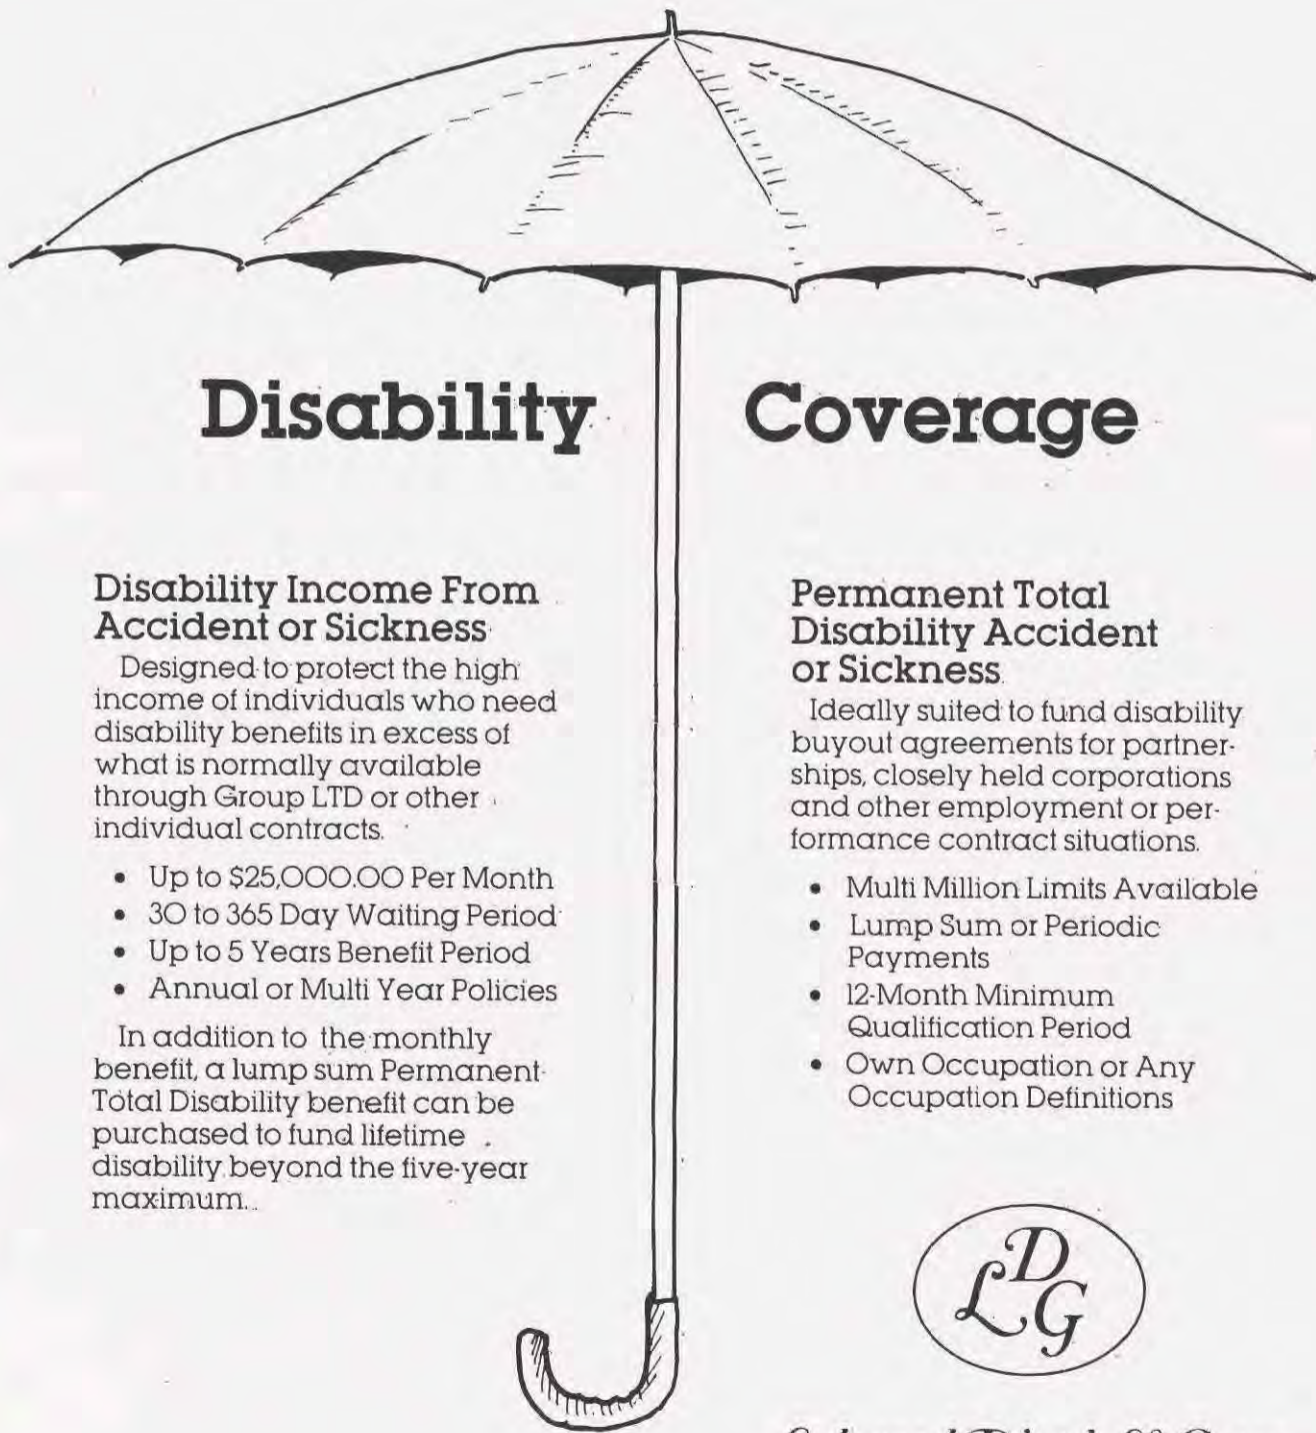 Disability Coverage
Disability Income From
Accident or Sickness
Designed to protect the high
income of individuals who need
disability benefits in excess of
what is normally available
through Group LTD or other
individual contracts.
• Up to $25,000.00 Per Month
• 30 to 365 Day Waiting Period
• Up to 5 Years Benefit Period
• Annual or Multi Year Policies
In addition to the monthly
benefit, a lump sum Permanent
Total Disability benefit can be
purchased to fund lifetime
disability beyond the five-year
maximum.
Permanent Total
Disability Accident
or Sickness
Ideally suited to fund disability
buyout agreements for partner-
ships, closely held corporations
and other employment or per-
formance contract situations.
• Multi Million Limits Available
• Lump Sum or Periodic
Payments
• 12-Month Minimum
Qualification Period
• Own Occupation or Any
Occupation Definitions
LDG